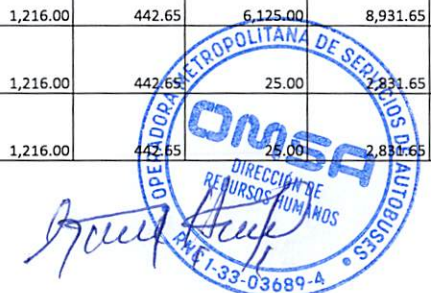 1,216.00 442.65 6,125.00 8,931.65
1,216.00 442.65 25.00 2,831.65
1,216.00 442.65 25.00 2,831.65
OPERADORA METROPOLITANA DE SERVICIOS DE AUTOBUSES
OMSA
DIRECCIÓN DE
RECURSOS HUMANOS
RNC 1-33-03689-4